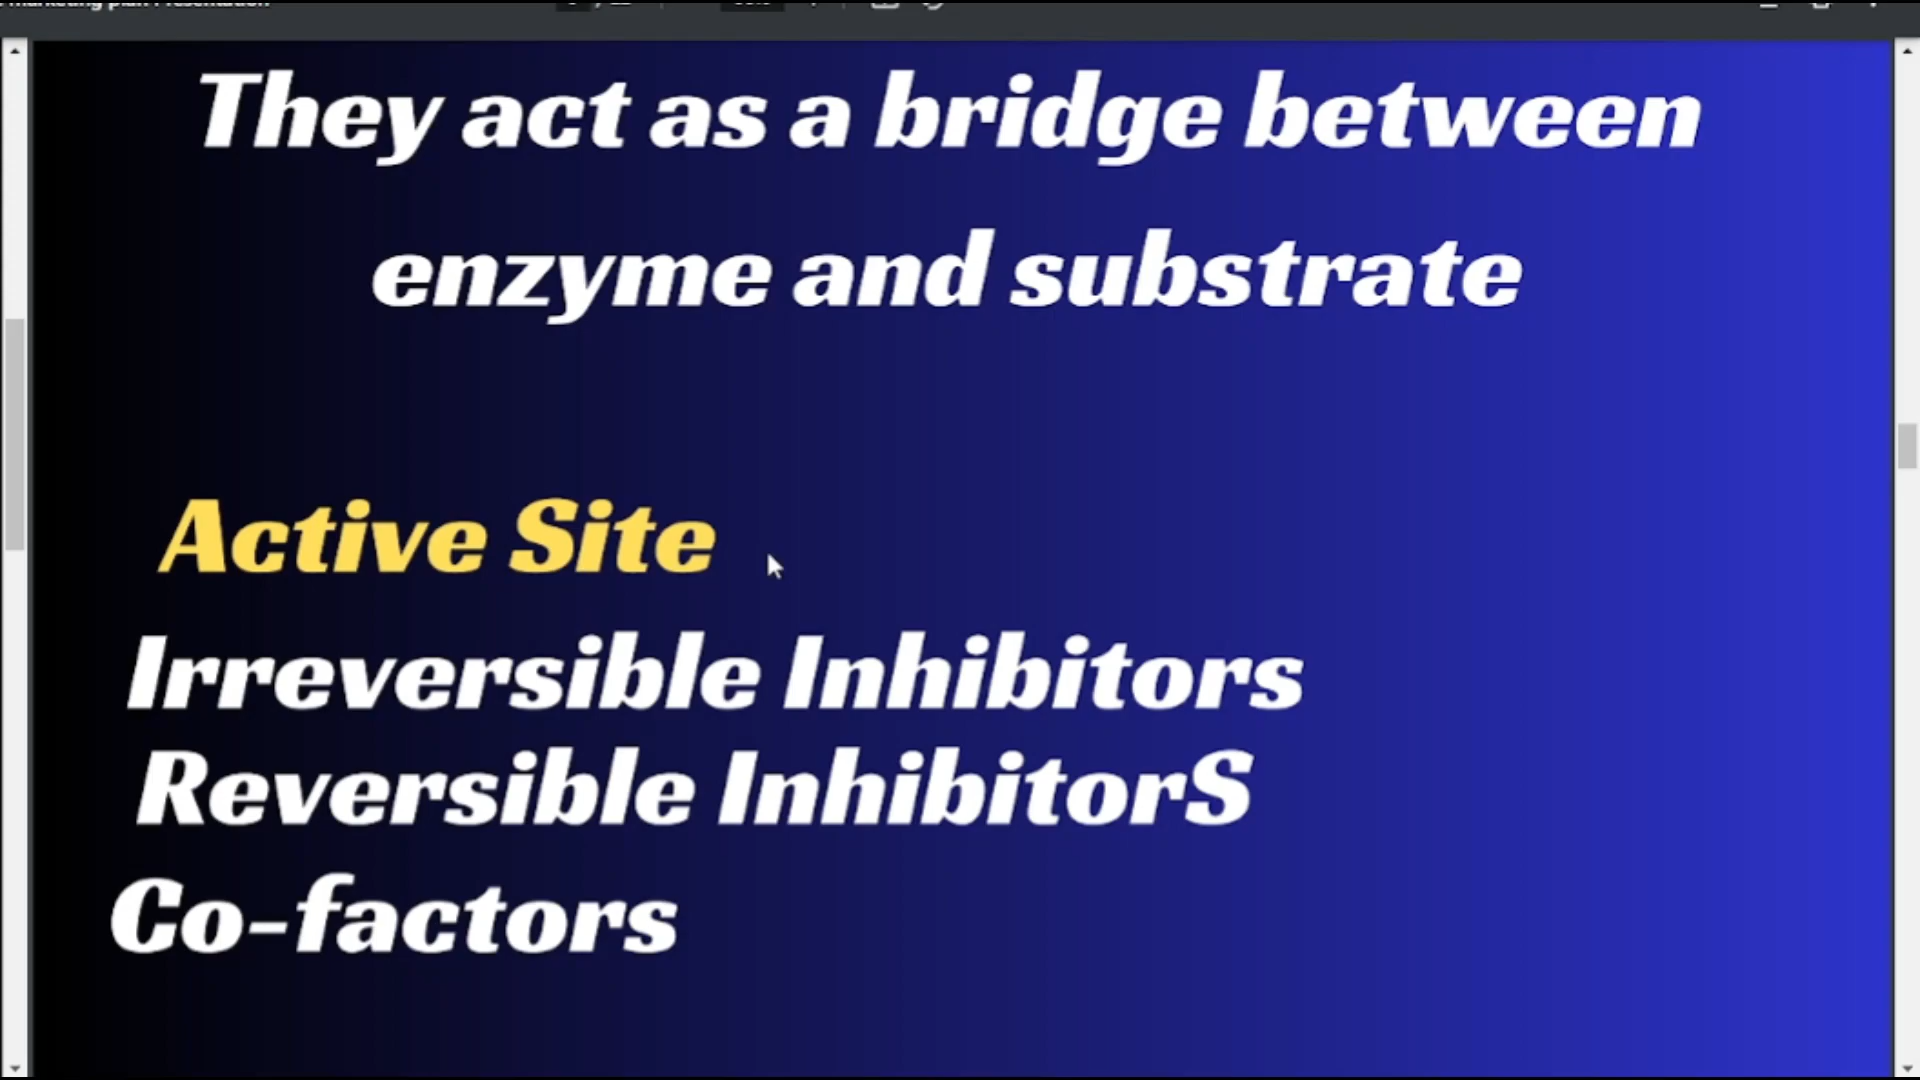 They act as a bridge between
enzyme and substrate
Active Site
Irreversible Inhibitors
Reversible InhibitorS
Co-factors